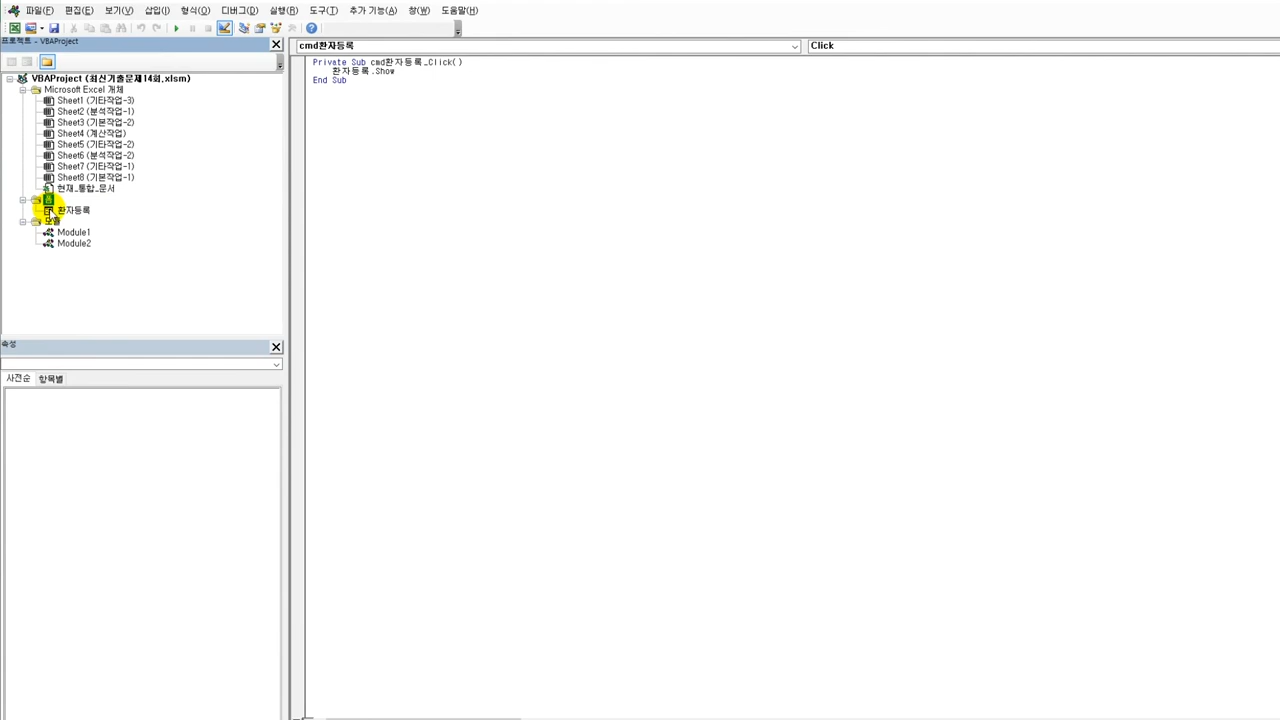 파일(F) 편집(E) 보기(V) 삽입(I) 형식(O) 디버그(D) 실행(R) 도구(T) 추가 기능(A) 창(W) 도움말(H)
프로젝트 - VBAProject
cmd환자등록
Click
VBAProject (최신기출문제14회.xlsm)
Microsoft Excel 개체
Sheet1 (기타작업-3)
Sheet2 (분석작업-1)
Sheet3 (기본작업-2)
Sheet4 (계산작업)
Sheet5 (기타작업-2)
Sheet6 (분석작업-2)
Sheet7 (기타작업-1)
Sheet8 (기본작업-1)
현재_통합_문서
폼
환자등록
모듈
Module1
Module2
Private Sub cmd환자등록_Click()
환자등록.Show
End Sub
속성
사전순 항목별